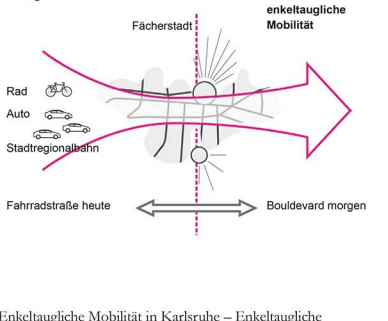 enkeltaugliche
Mobilität
Fächerstadt
Rad
Auto
Stadtregionalbahn
Fahrradstraße heute
Bouldevard morgen
Enkeltaugliche Mobilität in Karlsruhe – Enkeltaugliche